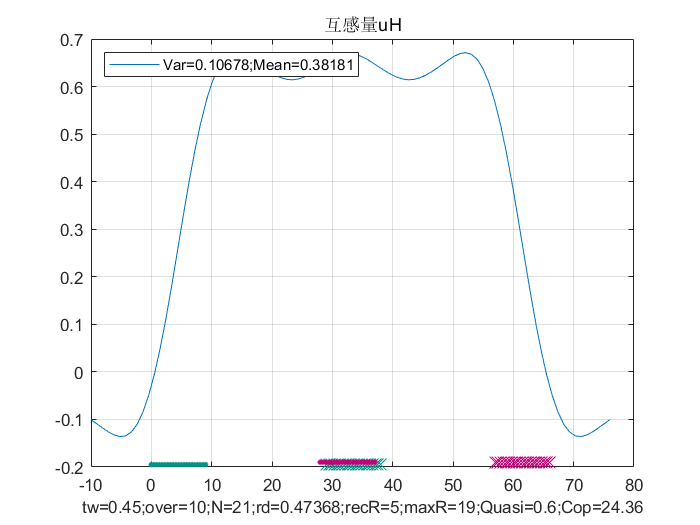 互感量uH
0.7
Var=0.10678;Mean=0.38181
0.6
0.5
0.4
0.3
0.2
0.1
0
-0.1
-0.2
-10 0 10 20 30 40 50 60 70 80
tw=0.45;over=10;N=21;rd=0.47368;recR=5;maxR=19;Quasi=0.6;Cop=24.36